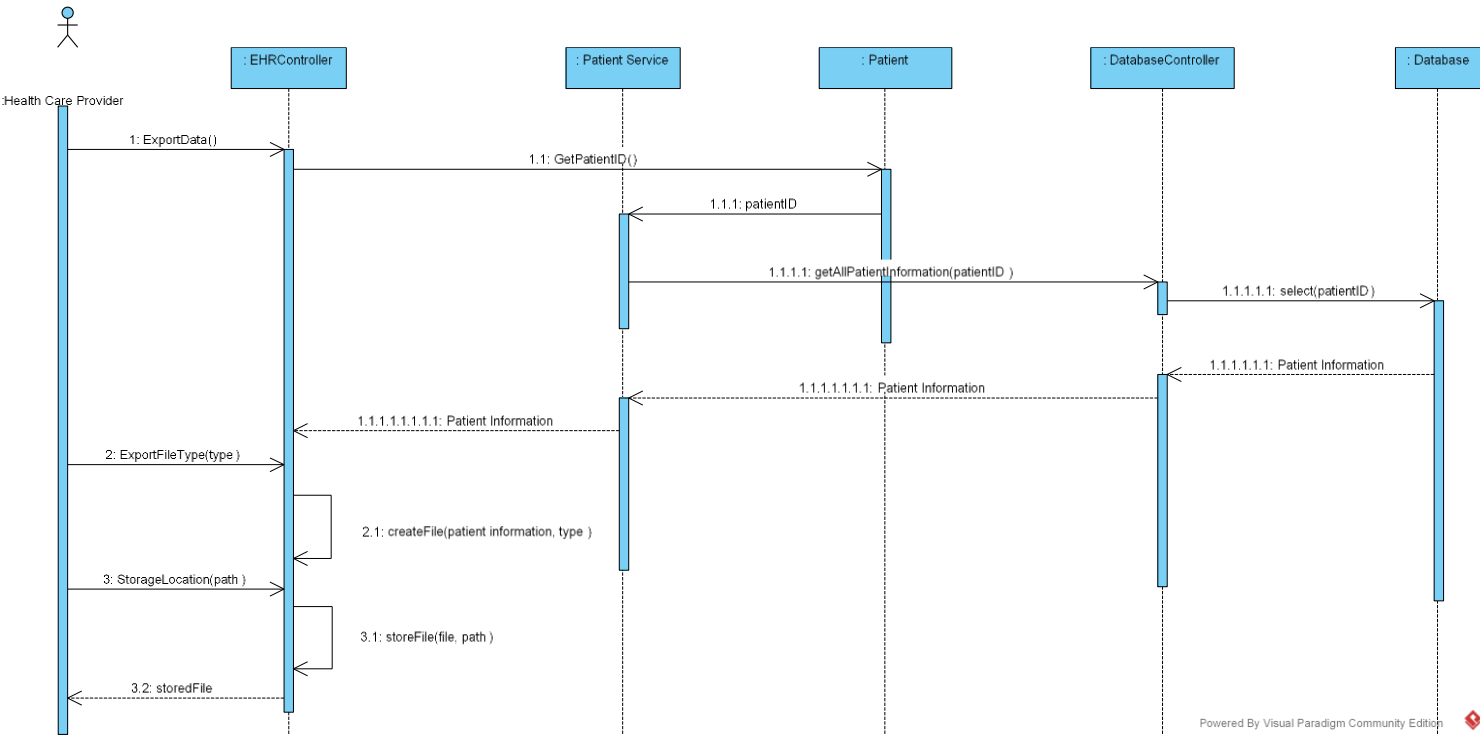 : EHRController
: Patient Service
: Patient
: DatabaseController
: Database
:Health Care Provider
1: ExportData()
1.1: GetPatientID()
1.1.1: patientID
1.1.1.1: getAllPatientInformation(patientID )
1.1.1.1.1: select(patientID )
1.1.1.1.1.1: Patient Information
1.1.1.1.1.1.1: Patient Information
1.1.1.1.1.1.1.1: Patient Information
2: ExportFileType(type )
2.1: createFile(patient information, type )
3: StorageLocation(path )
3.1: storeFile(file, path )
3.2: storedFile
Powered By Visual Paradigm Community Edition